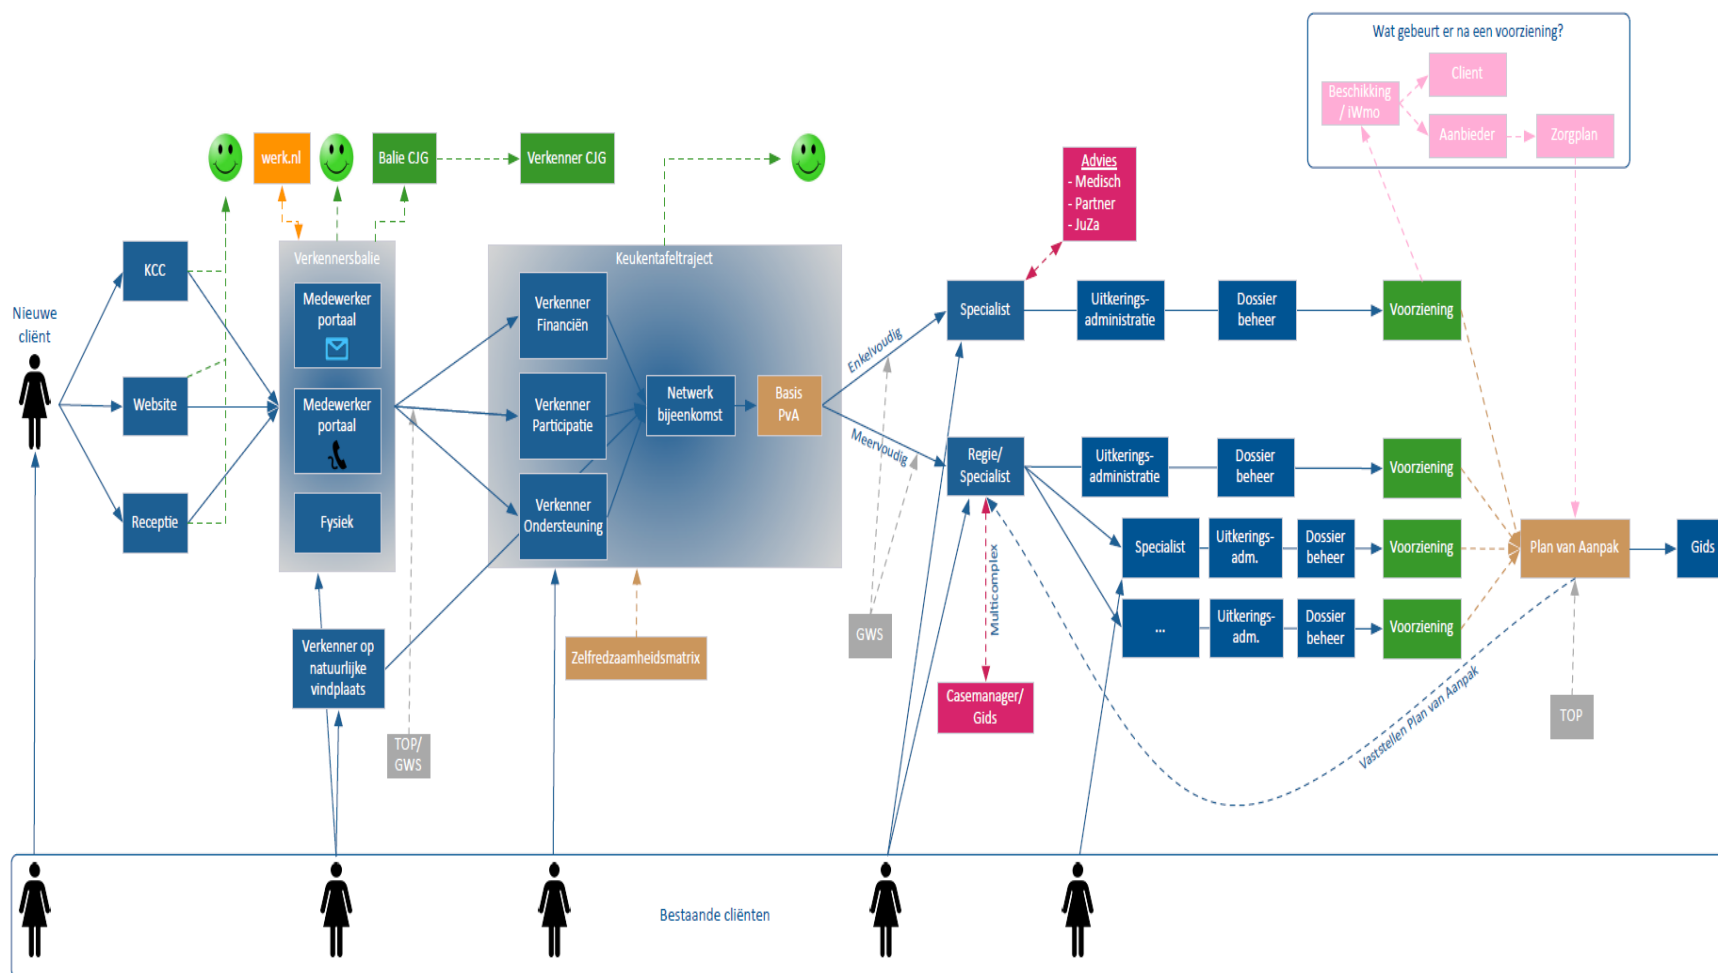 Wat gebeurt er na een voorziening?
Client
Beschikking
/ iWmo
Aanbieder
Zorgplan
werk.nl
Balie CJG
Verkenner CJG
Advies
- Medisch
- Partner
- JuZa
Nieuwe
cliënt
KCC
Website
Receptie
Verkennersbalie
Medewerker
portaal
Medewerker
portaal
Fysiek
Keukentafeltraject
Verkenner
Financiën
Verkenner
Participatie
Verkenner
Ondersteuning
Netwerk
bijeenkomst
Basis
PvA
Enkelvoudig
Meervoudig
Specialist
Uitkerings-
administratie
Dossier
beheer
Voorziening
Regie/
Specialist
Uitkerings-
administratie
Dossier
beheer
Voorziening
Specialist
Uitkerings-
adm.
Dossier
beheer
Voorziening
...
Uitkerings-
adm.
Dossier
beheer
Voorziening
Plan van Aanpak
Gids
Multicomplex
GWS
Verkenner op
natuurlijke
vindplaats
Zelfredzaamheidsmatrix
Casemanager/
Gids
TOP/
GWS
TOP
Vaststellen Plan van Aanpak
Bestaande cliënten